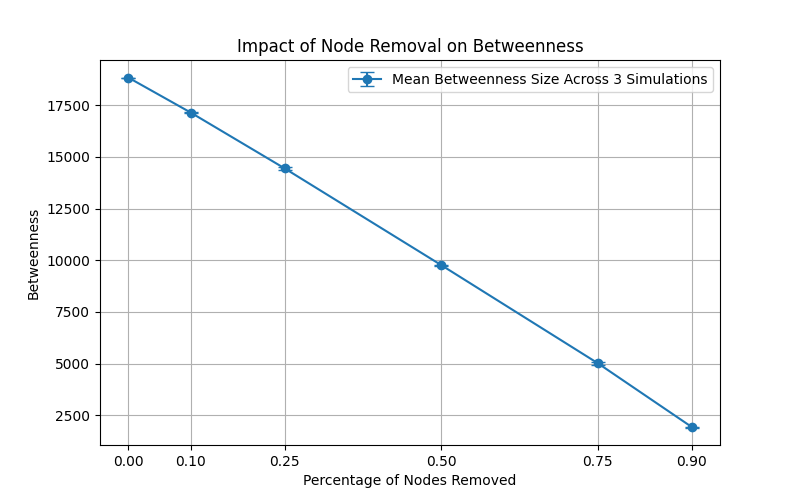 Impact of Node Removal on Betweenness
Mean Betweenness Size Across 3 Simulations
Betweenness
17500
15000
12500
10000
7500
5000
2500
0.00 0.10 0.25 0.50 0.75 0.90
Percentage of Nodes Removed